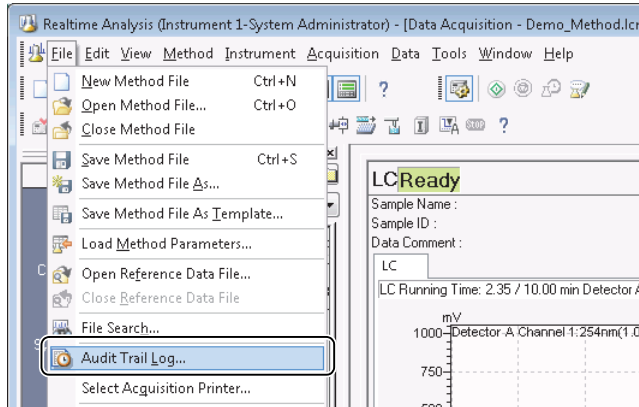 Realtime Analysis (Instrument 1-System Administrator) - [Data Acquisition - Demo_Method.lcm
File Edit View Method Instrument Acquisition Data Tools Window Help
New Method File Ctrl+N
Open Method File... Ctrl+O
Close Method File
Save Method File Ctrl+S
Save Method File As...
Save Method File As Template...
Load Method Parameters...
Open Reference Data File...
Close Reference Data File
File Search...
Audit Trail Log...
Select Acquisition Printer...
LC Ready
Sample Name :
Sample ID :
Data Comment :
LC
LC Running Time: 2.35 / 10.00 min Detector A
mV
1000 Detector A Channel 1:254nm(1.0
750
500